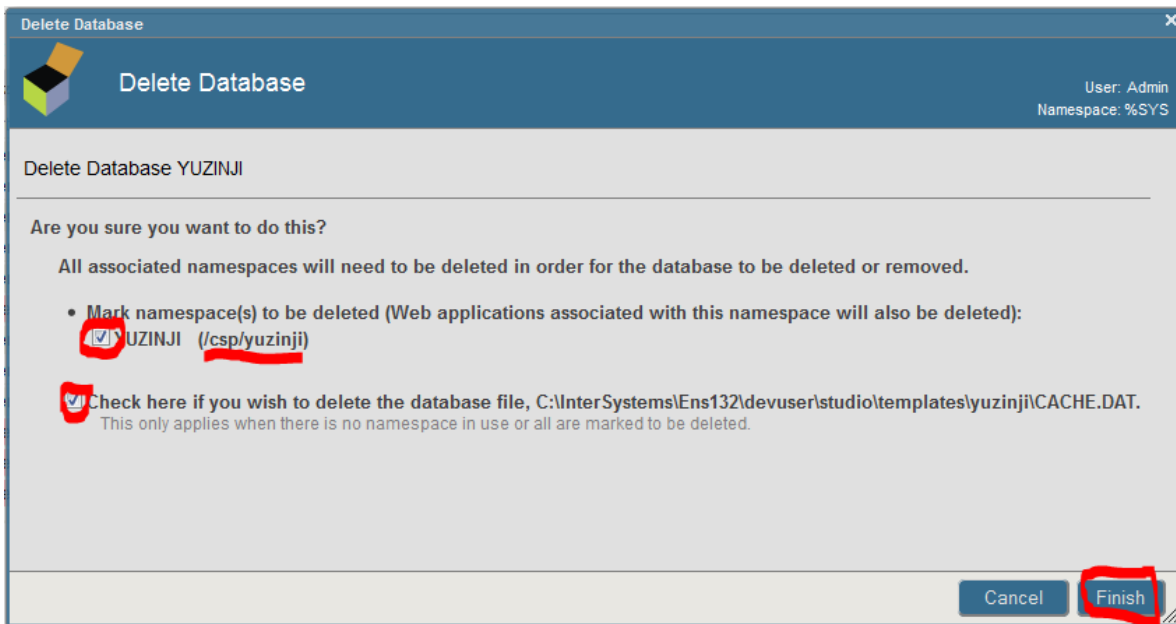 Delete Database
Delete Database
User: Admin
Namespace: %SYS
Delete Database YUZINJI
Are you sure you want to do this?
All associated namespaces will need to be deleted in order for the database to be deleted or removed.
• Mark namespace(s) to be deleted (Web applications associated with this namespace will also be deleted):
YUZINJI (/csp/yuzinji)
Check here if you wish to delete the database file, C:\InterSystems\Ens132\devuser\studio\templates\yuzinji\CACHE.DAT.
This only applies when there is no namespace in use or all are marked to be deleted.
Cancel Finish